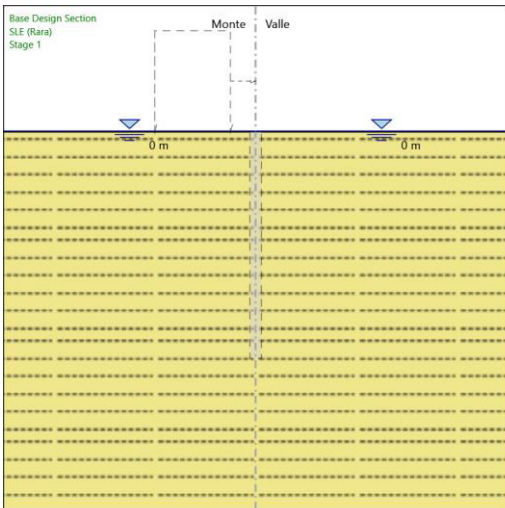 Base Design Section
SLE (Rara)
Stage 1
Monte Valle
0 m 0 m